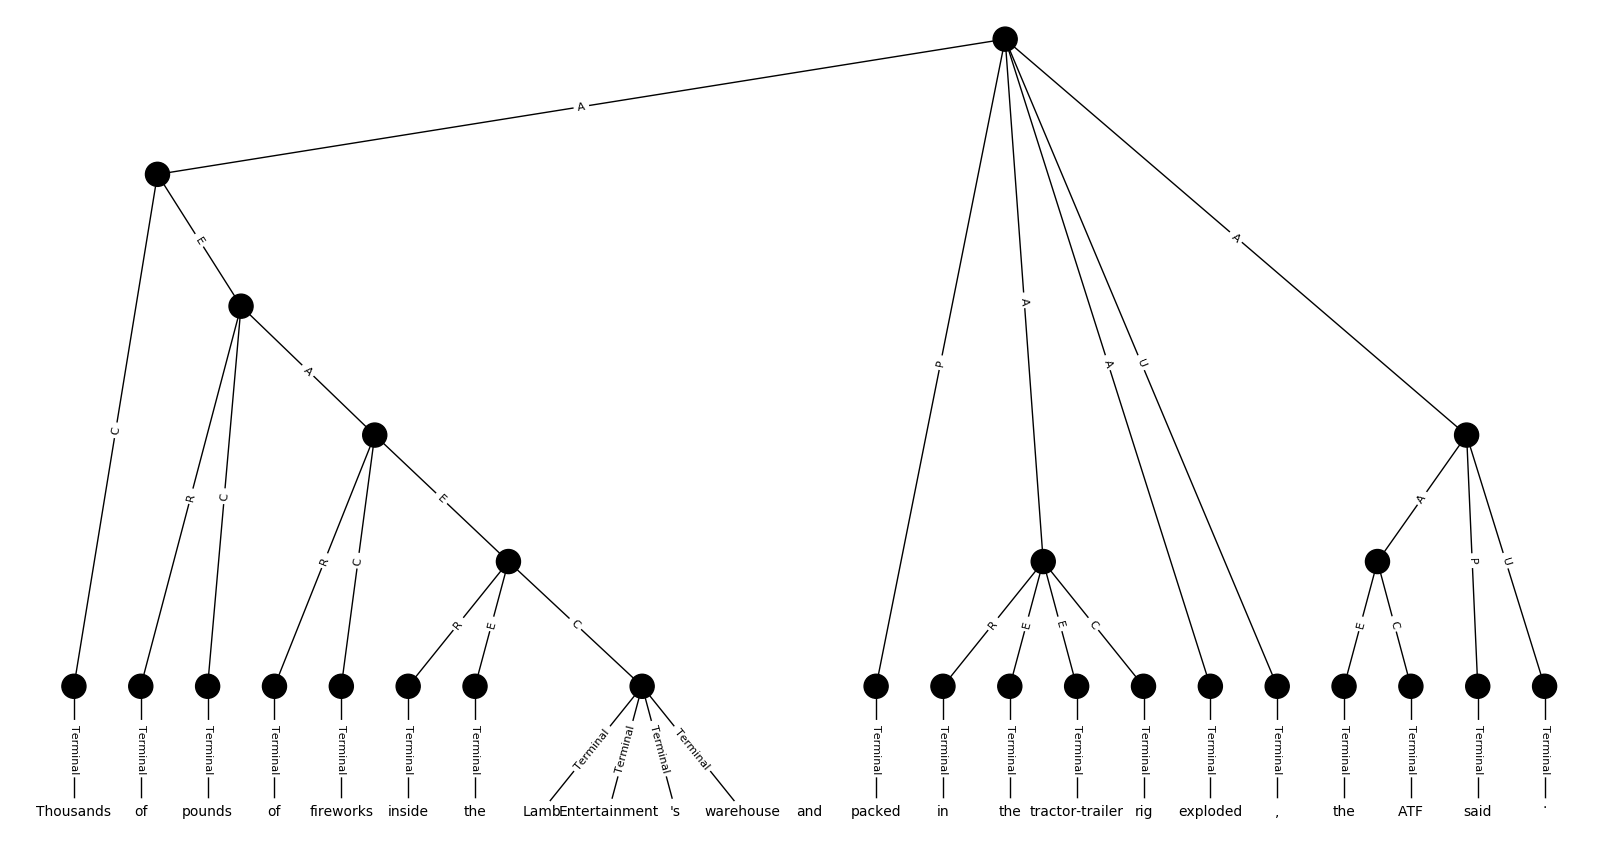 A
E
A
C
P
A
A
U
A
R
C
E
A
P
U
R
C
R
E
C
R
E
E
C
E
C
Terminal Terminal Terminal Terminal Terminal Terminal Terminal Terminal Terminal Terminal Terminal Terminal Terminal Terminal Terminal Terminal Terminal Terminal Terminal Terminal Terminal Terminal
Thousands of pounds of fireworks inside the Lamb Entertainment 's warehouse and packed in the tractor-trailer rig exploded , the ATF said .